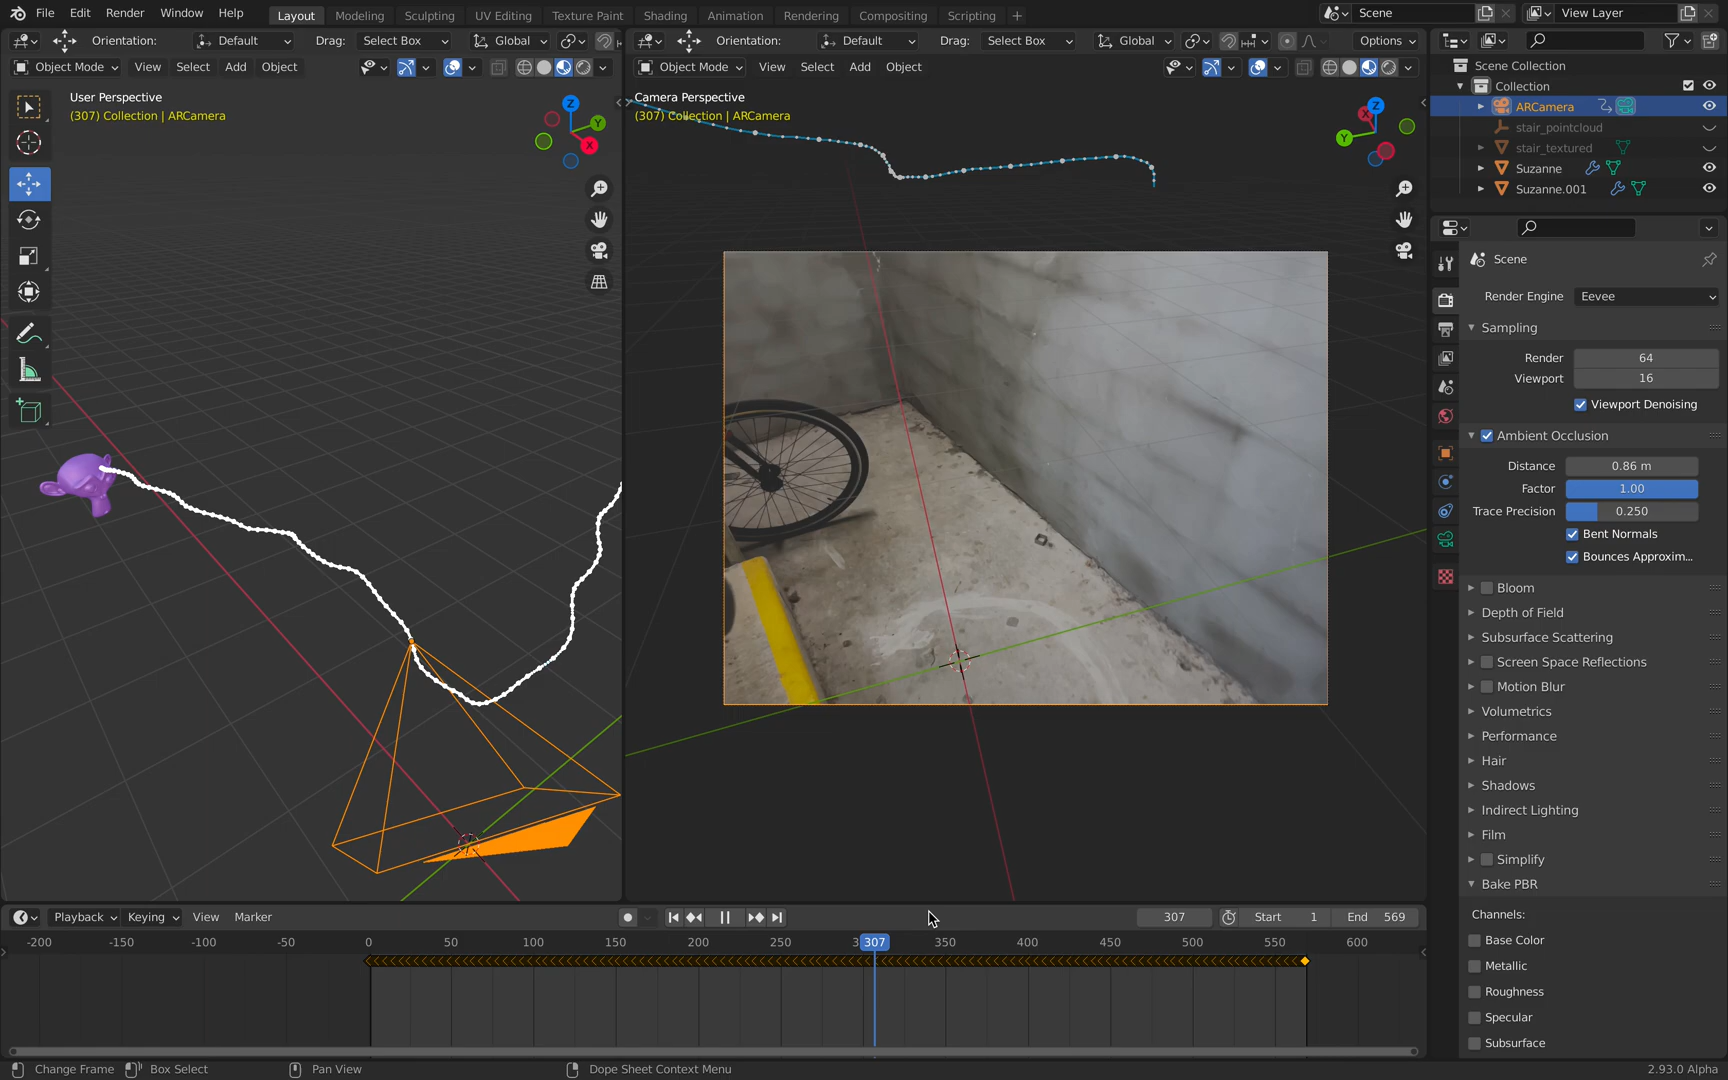 File Edit Render Window Help
Layout Modeling Sculpting UV Editing Texture Paint Shading Animation Rendering Compositing Scripting +
Scene
View Layer
Orientation: Default Drag: Select Box Global
Orientation: Default Drag: Select Box Global Options
Object Mode View Select Add Object
Object Mode View Select Add Object
User Perspective
(307) Collection | ARCamera
Z
Y
X
Camera Perspective
(307) Collection | ARCamera
Z
X
Y
Scene Collection
Collection
ARCamera
stair_pointcloud
stair_textured
Suzanne
Suzanne.001
Scene
Render Engine Eevee
Sampling
Render 64
Viewport 16
Viewport Denoising
Ambient Occlusion
Distance 0.86 m
Factor 1.00
Trace Precision 0.250
Bent Normals
Bounces Approxim...
Bloom
Depth of Field
Subsurface Scattering
Screen Space Reflections
Motion Blur
Volumetrics
Performance
Hair
Shadows
Indirect Lighting
Film
Simplify
Bake PBR
Channels:
Base Color
Metallic
Roughness
Specular
Subsurface
Playback Keying View Marker
307 Start 1 End 569
-200 -150 -100 -50 0 50 100 150 200 250 3 307 350 400 450 500 550 600
Change Frame Box Select Pan View Dope Sheet Context Menu 2.93.0 Alpha